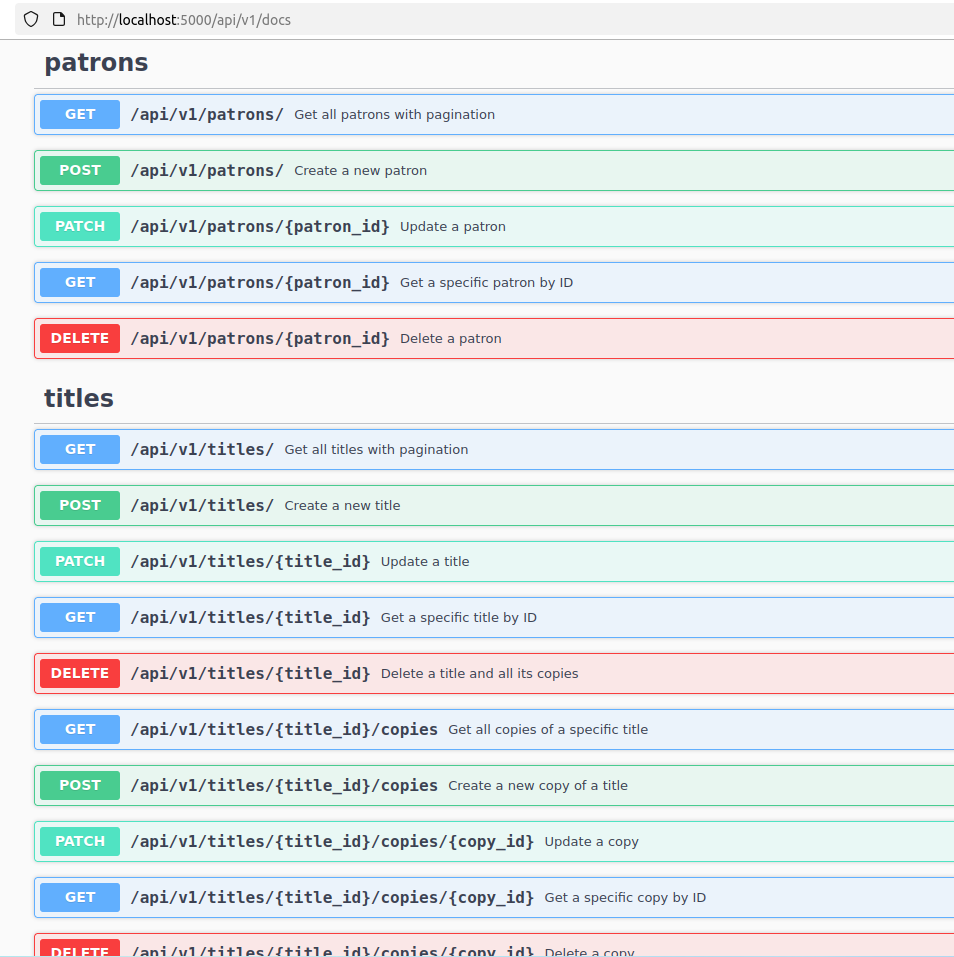 http://localhost:5000/api/v1/docs
patrons
GET /api/v1/patrons/ Get all patrons with pagination
POST /api/v1/patrons/ Create a new patron
PATCH /api/v1/patrons/{patron_id} Update a patron
GET /api/v1/patrons/{patron_id} Get a specific patron by ID
DELETE /api/v1/patrons/{patron_id} Delete a patron
titles
GET /api/v1/titles/ Get all titles with pagination
POST /api/v1/titles/ Create a new title
PATCH /api/v1/titles/{title_id} Update a title
GET /api/v1/titles/{title_id} Get a specific title by ID
DELETE /api/v1/titles/{title_id} Delete a title and all its copies
GET /api/v1/titles/{title_id}/copies Get all copies of a specific title
POST /api/v1/titles/{title_id}/copies Create a new copy of a title
PATCH /api/v1/titles/{title_id}/copies/{copy_id} Update a copy
GET /api/v1/titles/{title_id}/copies/{copy_id} Get a specific copy by ID
DELETE /api/v1/titles/{title_id}/copies/{copy_id} Delete a copy